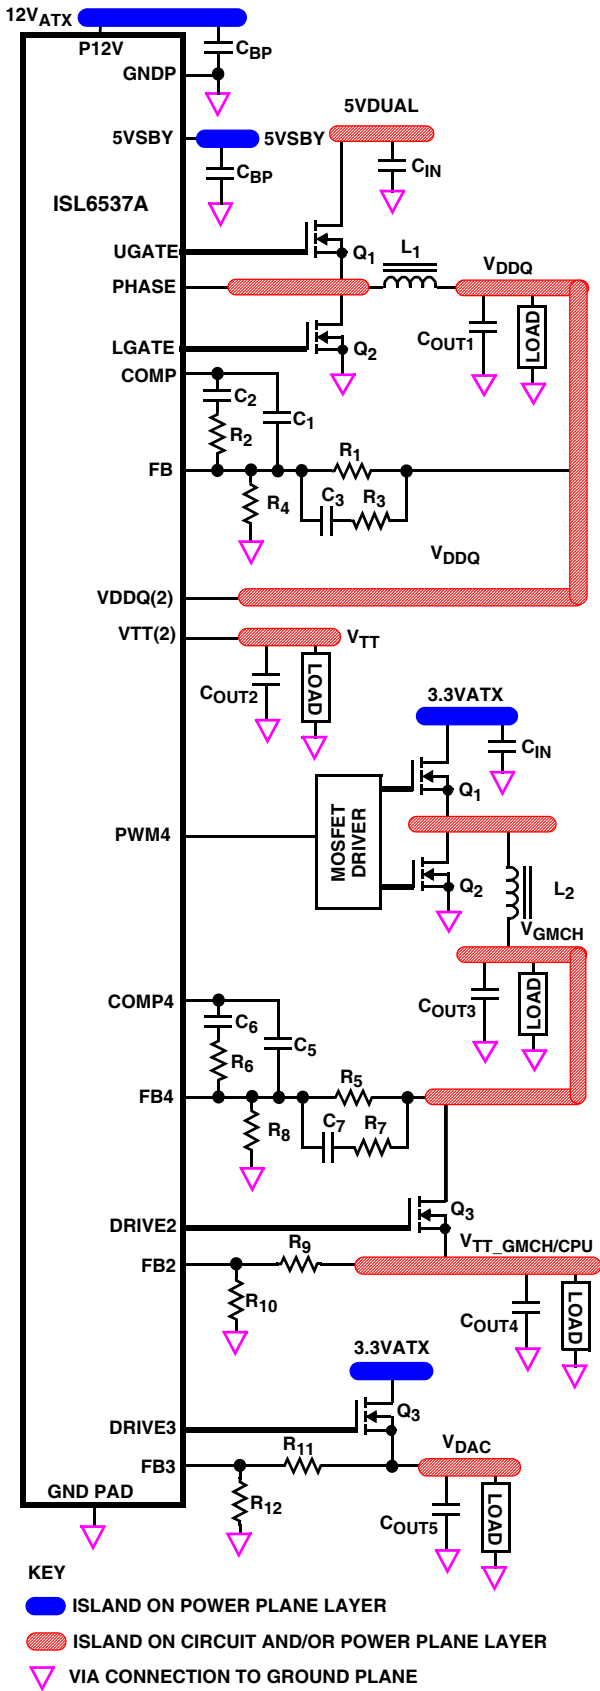 12VATX
P12V
CBP
GNDP
5VDUAL
5VSBY
5VSBY
CBP
CIN
ISL6537A
UGATE
Q1
L1
VDDQ
PHASE
LGATE
Q2
COUT1
LOAD
COMP
C2
C1
R2
R1
FB
R4
C3
R3
VDDQ
VDDQ(2)
VTT(2)
VTT
COUT2
LOAD
3.3VATX
CIN
Q1
PWM4
MOSFET
DRIVER
Q2
L2
VGMCH
COMP4
COUT3
LOAD
C6
C5
R6
R5
FB4
R8
C7
R7
Q3
DRIVE2
R9
VTT_GMCH/CPU
FB2
R10
COUT4
LOAD
3.3VATX
Q3
DRIVE3
R11
VDAC
FB3
GND PAD
R12
COUT5
LOAD
KEY
ISLAND ON POWER PLANE LAYER
ISLAND ON CIRCUIT AND/OR POWER PLANE LAYER
VIA CONNECTION TO GROUND PLANE